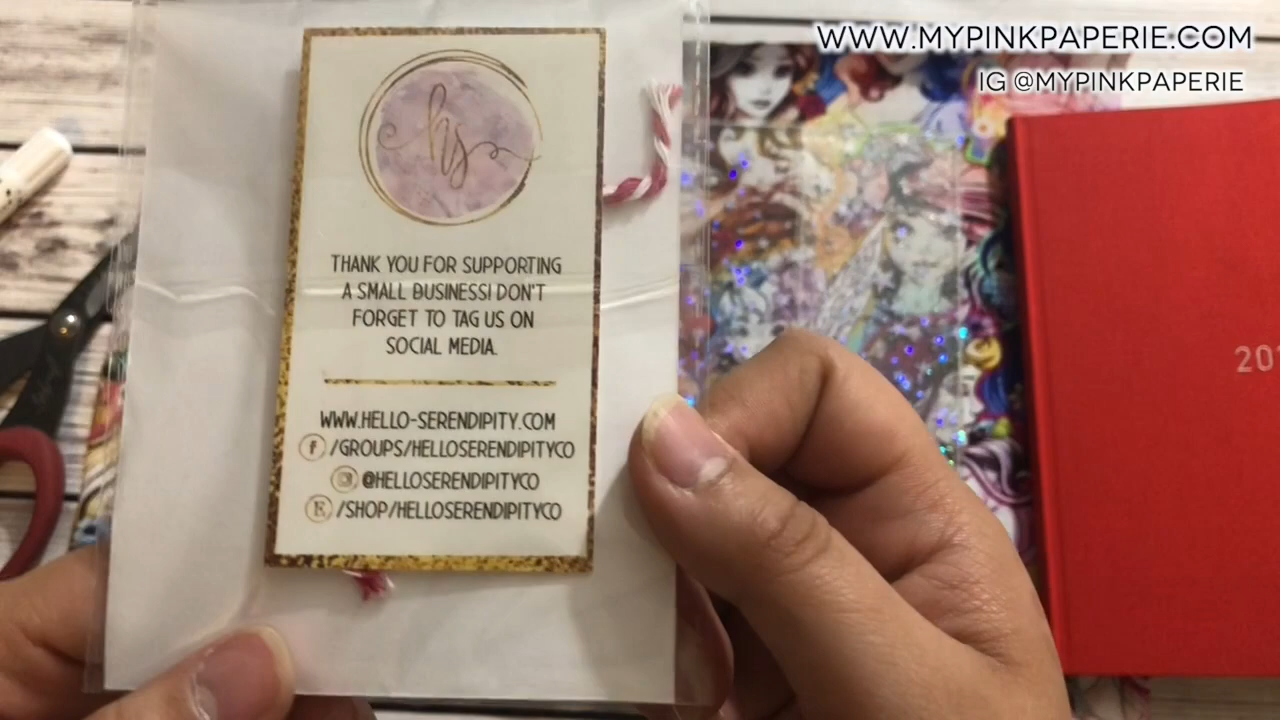 WWW.MYPINKPAPERIE.COM
IG @MYPINKPAPERIE
hs
THANK YOU FOR SUPPORTING
A SMALL BUSINESS! DON'T
FORGET TO TAG US ON
SOCIAL MEDIA.
WWW.HELLO-SERENDIPITY.COM
f /GROUPS/HELLOSERENDIPITYCO
@HELLOSERENDIPITYCO
E /SHOP/HELLOSERENDIPITYCO